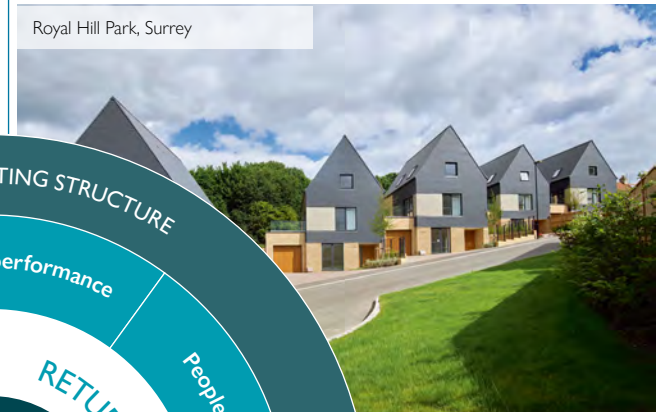 Royal Hill Park, Surrey
TING STRUCTURE
erformance
People
RETU